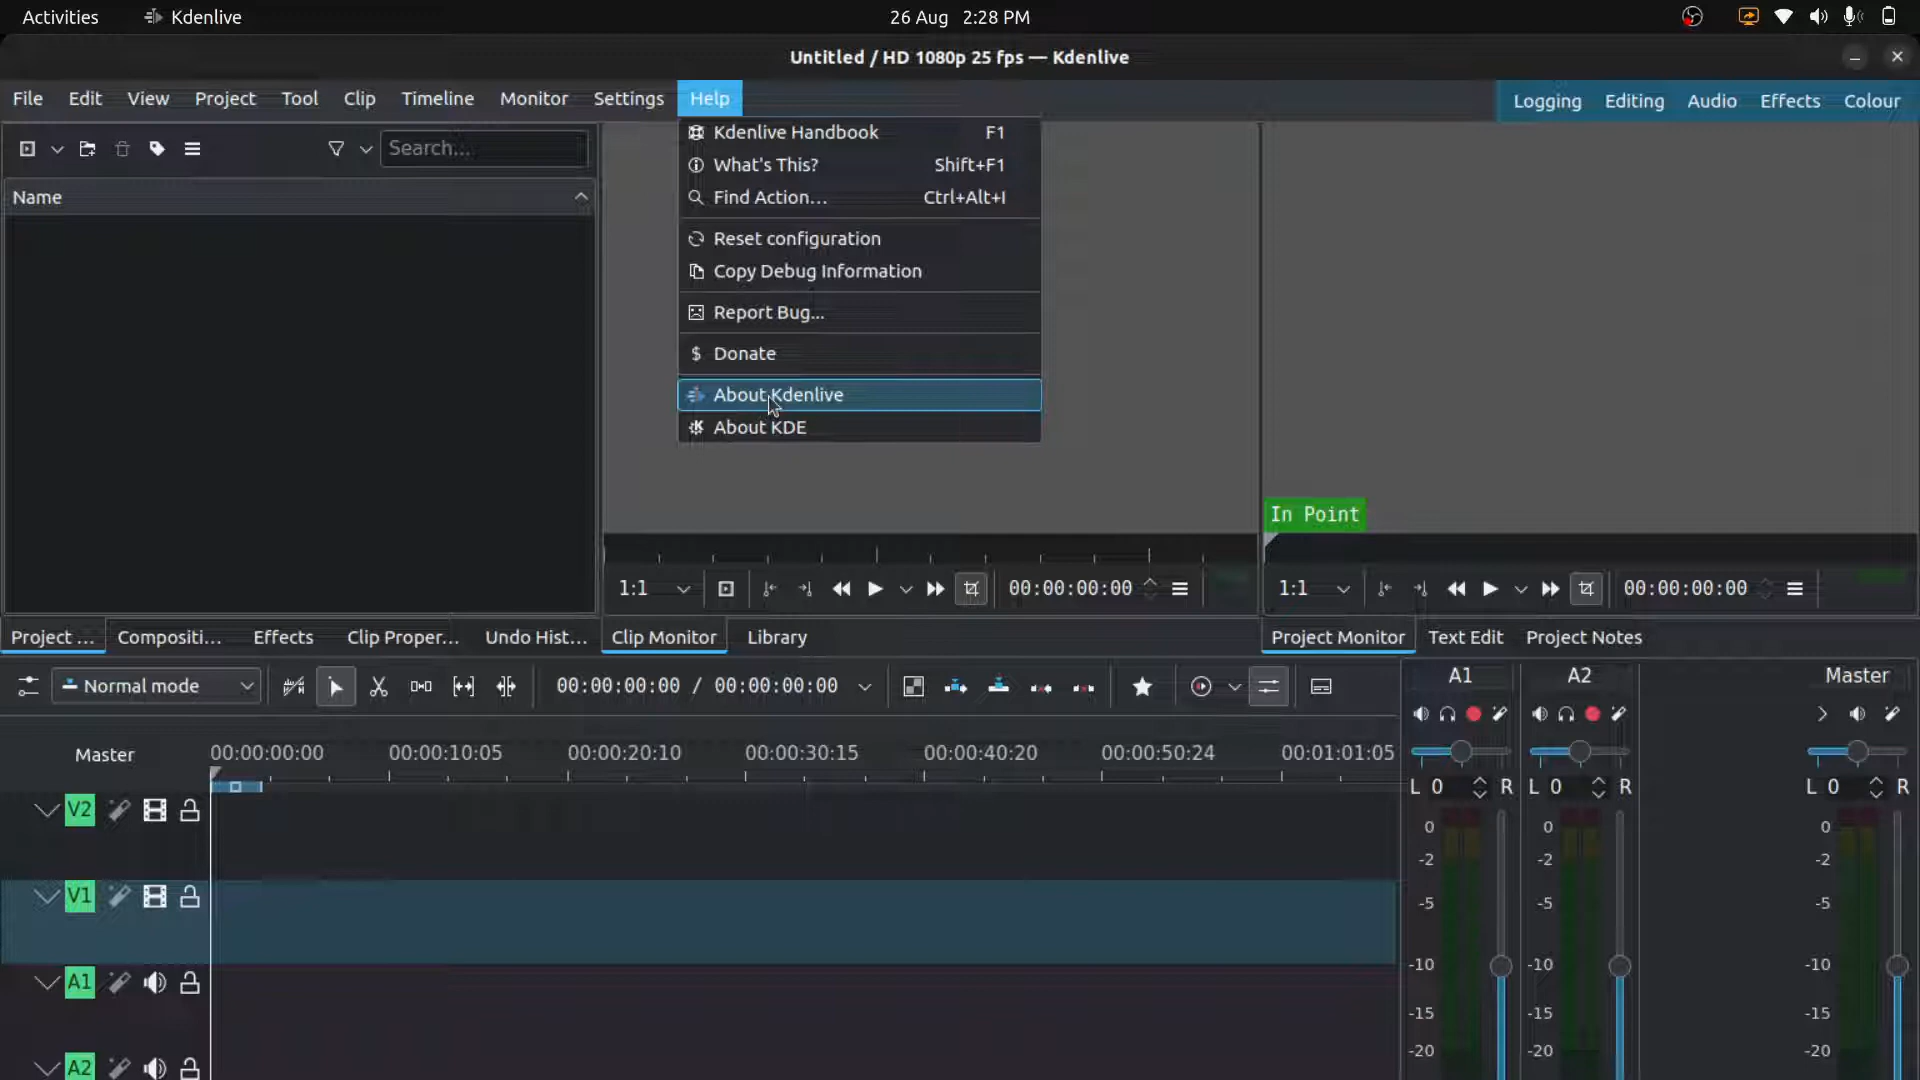 Activities Kdenlive 26 Aug 2:28 PM
Untitled / HD 1080p 25 fps — Kdenlive
File Edit View Project Tool Clip Timeline Monitor Settings Help Logging Editing Audio Effects Colour
Kdenlive Handbook F1
What's This? Shift+F1
Find Action... Ctrl+Alt+I
Reset configuration
Copy Debug Information
Report Bug...
Donate
About Kdenlive
About KDE
Search...
Name
In Point
1:1 00:00:00:00 1:1 00:00:00:00
Project ... Compositi... Effects Clip Proper... Undo Hist... Clip Monitor Library Project Monitor Text Edit Project Notes
Normal mode 00:00:00:00 / 00:00:00:00
A1 A2 Master
Master 00:00:00:00 00:00:10:05 00:00:20:10 00:00:30:15 00:00:40:20 00:00:50:24 00:01:01:05
L 0 R L 0 R L 0 R
V2
V1
A1
A2
0 0 0
-2 -2 -2
-5 -5 -5
-10 -10 -10
-15 -15 -15
-20 -20 -20